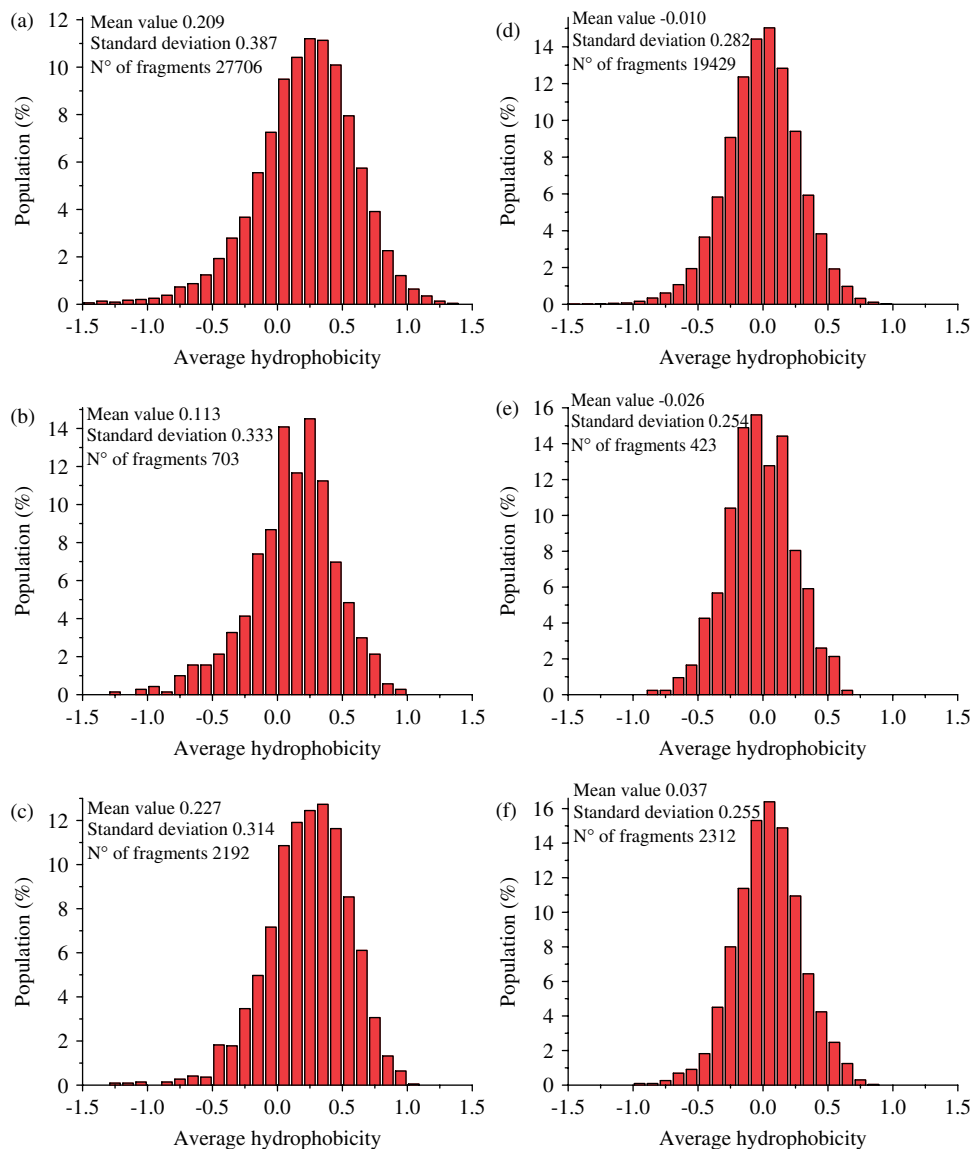 (a)
Mean value 0.209
Standard deviation 0.387
N° of fragments 27706
12
10
8
6
4
2
0
Population (%)
-1.5 -1.0 -0.5 0.0 0.5 1.0 1.5
Average hydrophobicity
(d)
Mean value -0.010
Standard deviation 0.282
N° of fragments 19429
14
12
10
8
6
4
2
0
Population (%)
-1.5 -1.0 -0.5 0.0 0.5 1.0 1.5
Average hydrophobicity
(b)
Mean value 0.113
Standard deviation 0.333
N° of fragments 703
14
12
10
8
6
4
2
0
Population (%)
-1.5 -1.0 -0.5 0.0 0.5 1.0 1.5
Average hydrophobicity
(e)
Mean value -0.026
Standard deviation 0.254
N° of fragments 423
16
14
12
10
8
6
4
2
0
Population (%)
-1.5 -1.0 -0.5 0.0 0.5 1.0 1.5
Average hydrophobicity
(c)
Mean value 0.227
Standard deviation 0.314
N° of fragments 2192
12
10
8
6
4
2
0
Population (%)
-1.5 -1.0 -0.5 0.0 0.5 1.0 1.5
Average hydrophobicity
(f)
Mean value 0.037
Standard deviation 0.255
N° of fragments 2312
16
14
12
10
8
6
4
2
0
Population (%)
-1.5 -1.0 -0.5 0.0 0.5 1.0 1.5
Average hydrophobicity